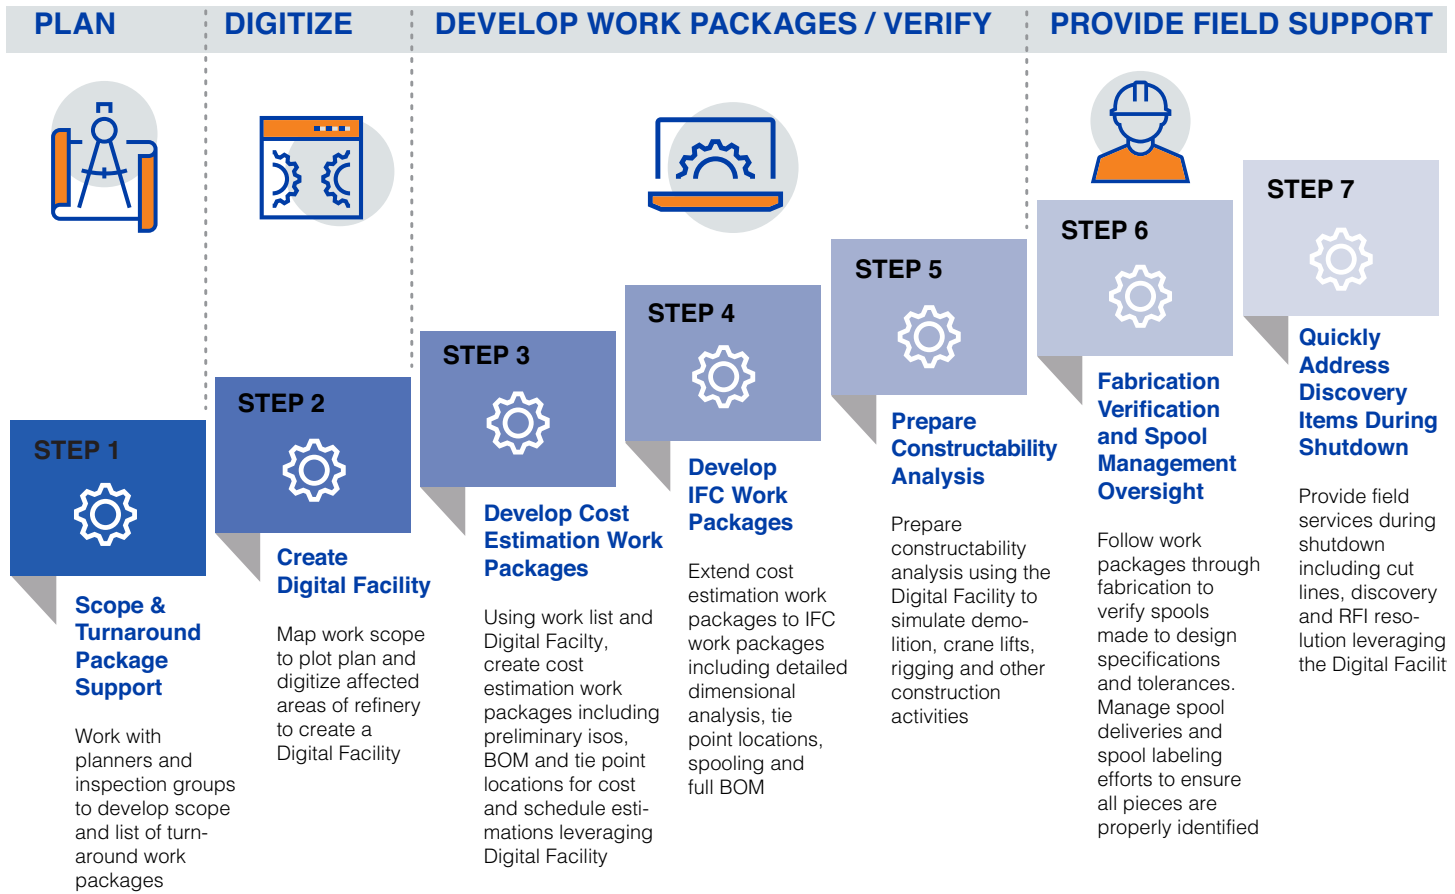 PLAN
DIGITIZE
DEVELOP WORK PACKAGES / VERIFY
PROVIDE FIELD SUPPORT
STEP 1
Scope &
Turnaround
Package
Support
Work with
planners and
inspection groups
to develop scope
and list of turn-
around work
packages
STEP 2
Create
Digital Facility
Map work scope
to plot plan and
digitize affected
areas of refinery
to create a
Digital Facility
STEP 3
Develop Cost
Estimation Work
Packages
Using work list and
Digital Facilty,
create cost
estimation work
packages including
preliminary isos,
BOM and tie point
locations for cost
and schedule esti-
mations leveraging
Digital Facility
STEP 4
Develop
IFC Work
Packages
Extend cost
estimation work
packages to IFC
work packages
including detailed
dimensional
analysis, tie
point locations,
spooling and
full BOM
STEP 5
Prepare
Constructability
Analysis
Prepare
constructability
analysis using the
Digital Facility to
simulate demo-
lition, crane lifts,
rigging and other
construction
activities
STEP 6
Fabrication
Verification
and Spool
Management
Oversight
Follow work
packages through
fabrication to
verify spools
made to design
specifications
and tolerances.
Manage spool
deliveries and
spool labeling
efforts to ensure
all pieces are
properly identified
STEP 7
Quickly
Address
Discovery
Items During
Shutdown
Provide field
services during
shutdown
including cut
lines, discovery
and RFI reso-
lution leveraging
the Digital Facilit